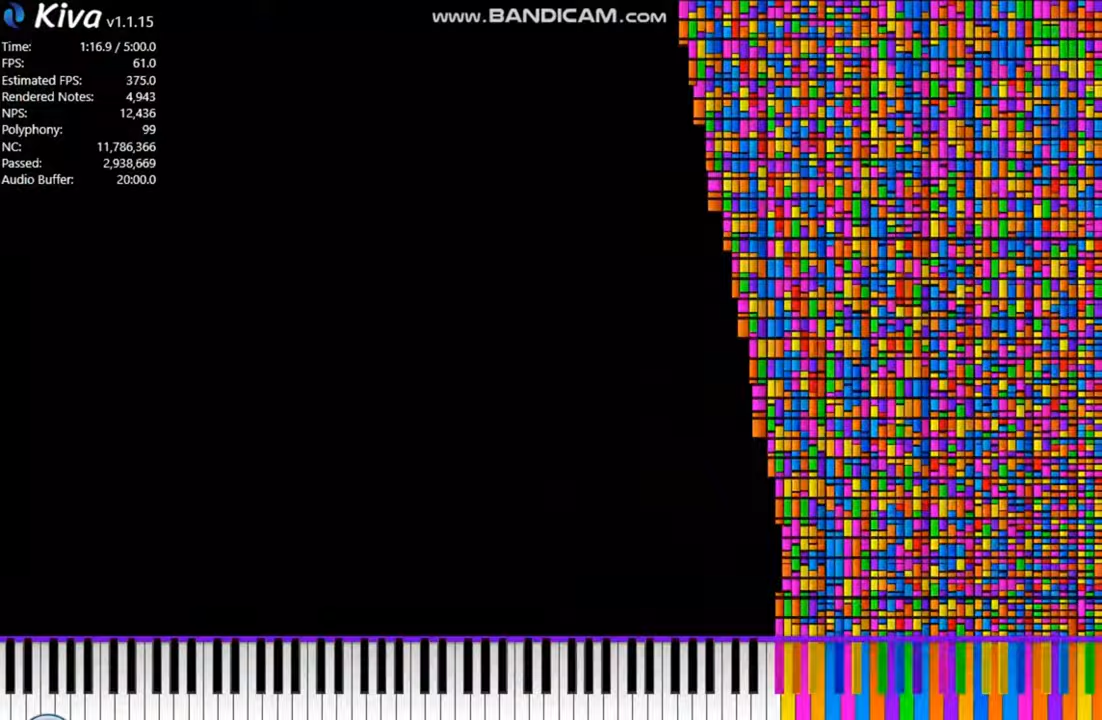 Kiva v1.1.15
www.BANDICAM.com
Time: 1:16.9 / 5:00.0
FPS: 61.0
Estimated FPS: 375.0
Rendered Notes: 4,943
NPS: 12,436
Polyphony: 99
NC: 11,786,366
Passed: 2,938,669
Audio Buffer: 20:00.0